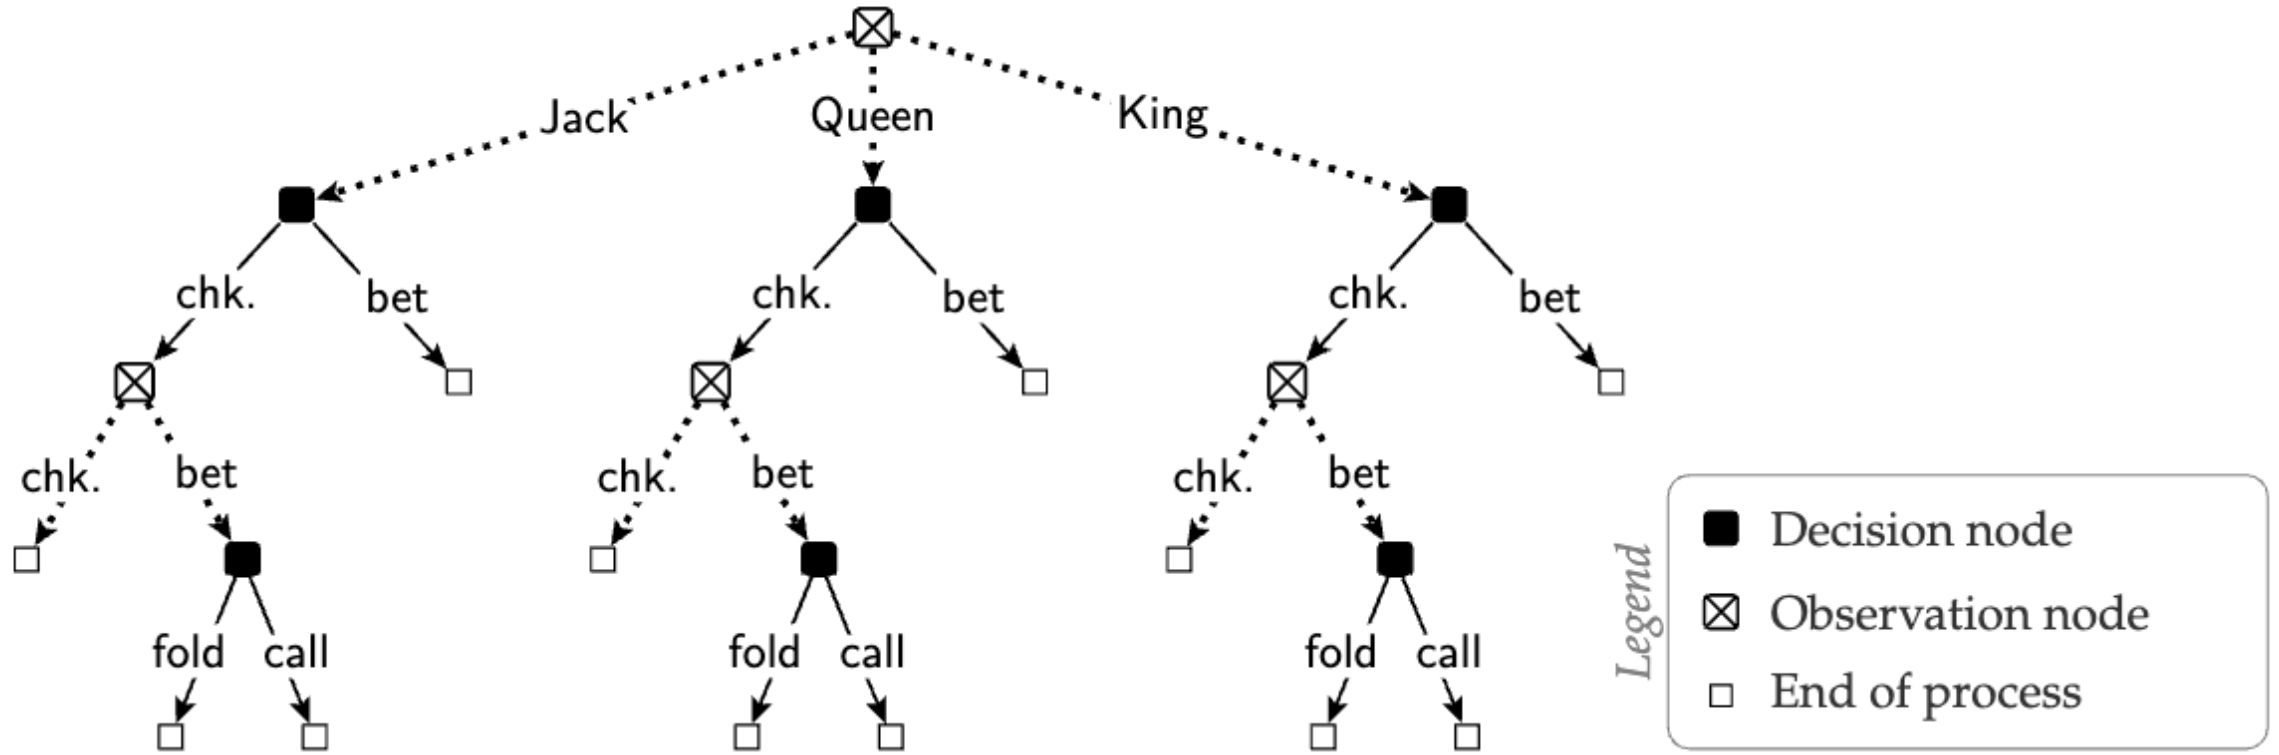 Jack
Queen
King
chk.
bet
chk.
bet
chk.
bet
chk.
bet
chk.
bet
chk.
bet
fold
call
fold
call
fold
call
Legend
Decision node
Observation node
End of process